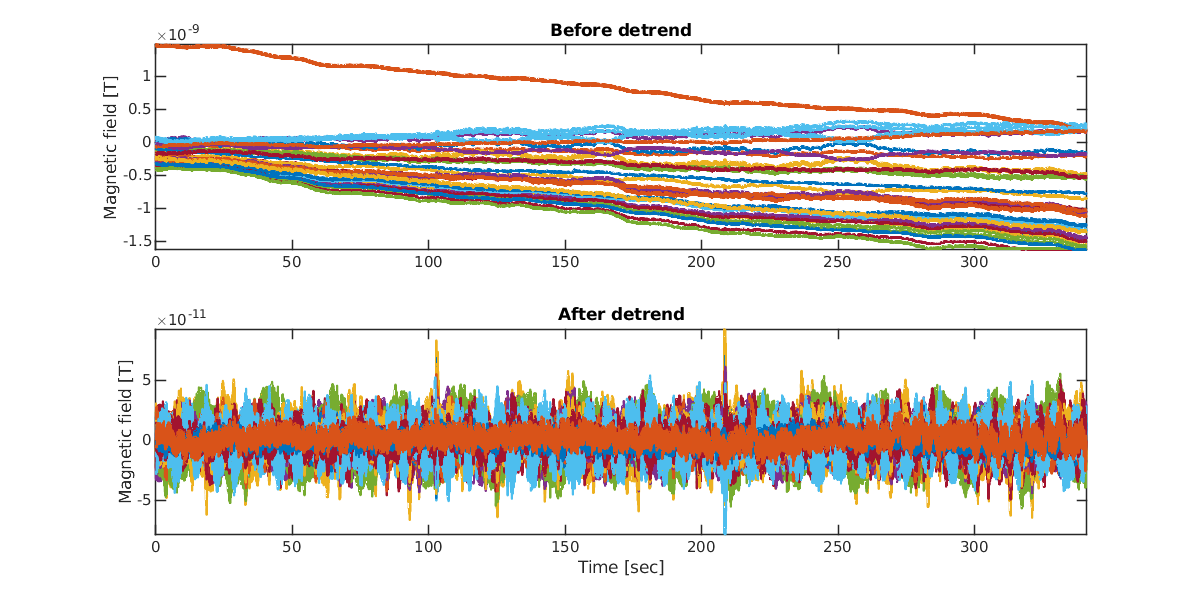 Before detrend
×10-9
Magnetic field [T]
1
0.5
0
-0.5
-1
-1.5
0 50 100 150 200 250 300
After detrend
×10-11
Magnetic field [T]
5
0
-5
0 50 100 150 200 250 300
Time [sec]